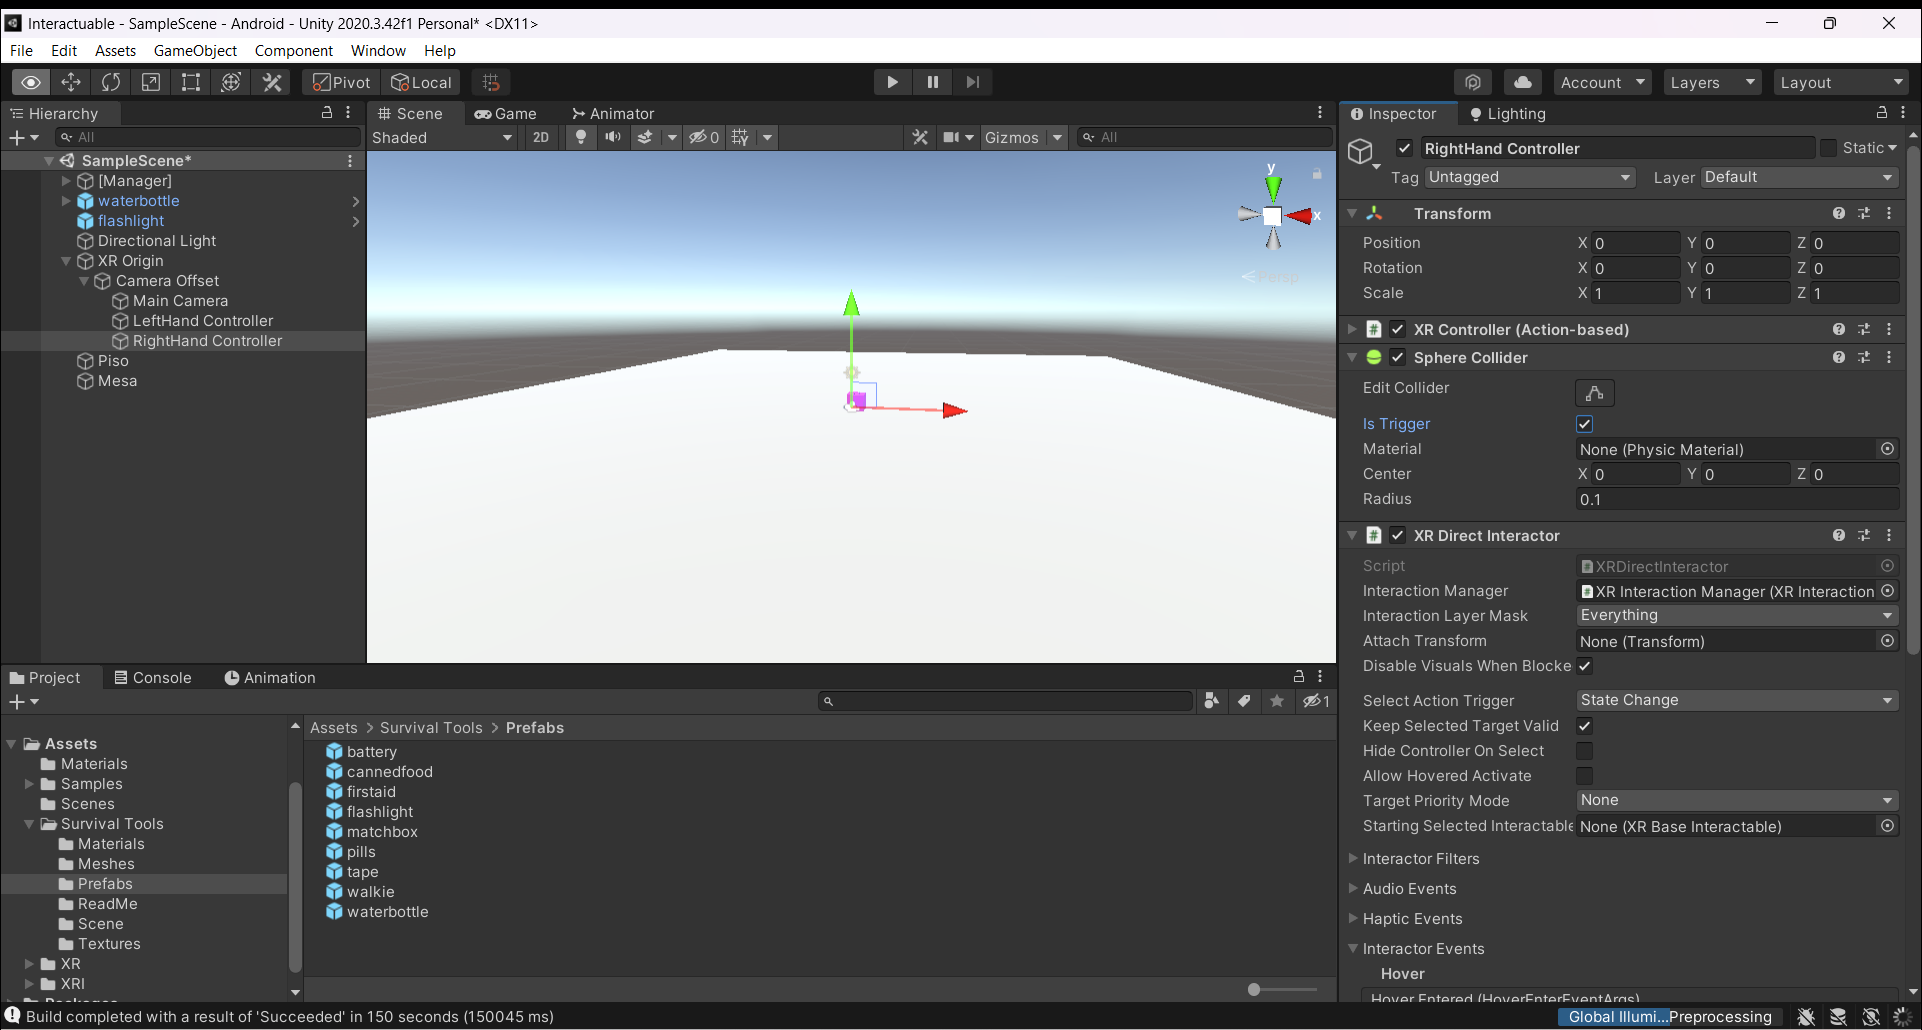 Interactuable - SampleScene - Android - Unity 2020.3.42f1 Personal* <DX11>
File Edit Assets GameObject Component Window Help
Pivot Local Account Layers Layout
Hierarchy
All
SampleScene*
[Manager]
waterbottle
flashlight
Directional Light
XR Origin
Camera Offset
Main Camera
LeftHand Controller
RightHand Controller
Piso
Mesa
Scene Game Animator
Shaded 2D 0 Gizmos All
y
x
Persp
Inspector Lighting
RightHand Controller Static
Tag Untagged Layer Default
Transform
Position X 0 Y 0 Z 0
Rotation X 0 Y 0 Z 0
Scale X 1 Y 1 Z 1
# XR Controller (Action-based)
Sphere Collider
Edit Collider
Is Trigger
Material None (Physic Material)
Center X 0 Y 0 Z 0
Radius 0.1
# XR Direct Interactor
Script XRDirectInteractor
Interaction Manager XR Interaction Manager (XR Interaction
Interaction Layer Mask Everything
Attach Transform None (Transform)
Disable Visuals When Blocke
Select Action Trigger State Change
Keep Selected Target Valid
Hide Controller On Select
Allow Hovered Activate
Target Priority Mode None
Starting Selected Interactable None (XR Base Interactable)
Interactor Filters
Audio Events
Haptic Events
Interactor Events
Hover
Hover Entered (HoverEnterEventArgs)
Project Console Animation
1
Assets
Materials
Samples
Scenes
Survival Tools
Materials
Meshes
Prefabs
ReadMe
Scene
Textures
XR
XRI
Packages
Assets > Survival Tools > Prefabs
battery
cannedfood
firstaid
flashlight
matchbox
pills
tape
walkie
waterbottle
Build completed with a result of 'Succeeded' in 150 seconds (150045 ms)
Global Illumi... Preprocessing